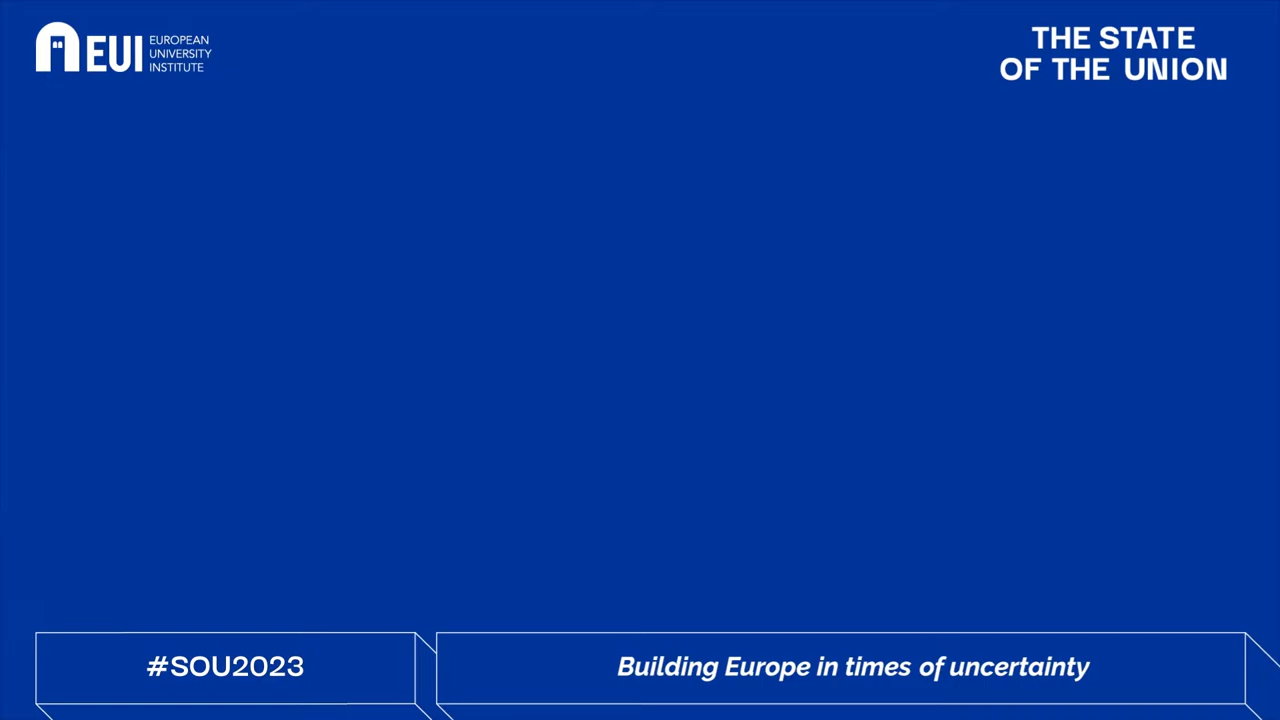 EUI
EUROPEAN
UNIVERSITY
INSTITUTE
THE STATE
OF THE UNION
#SOU2023
Building Europe in times of uncertainty